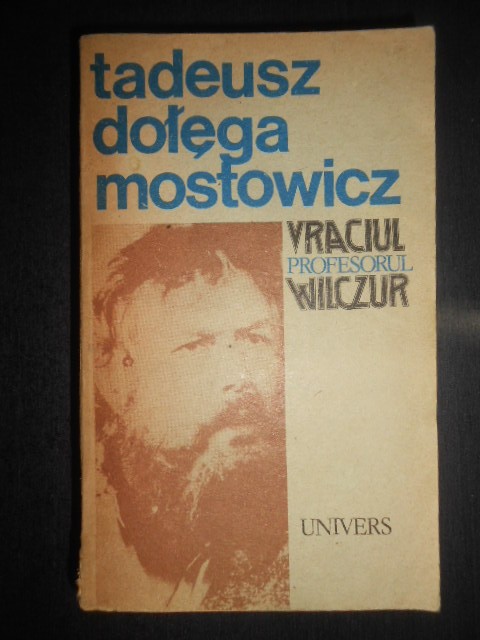 tadeusz
dołęga
mostowicz
VRACIUL
PROFESORUL
WILCZUR
UNIVERS